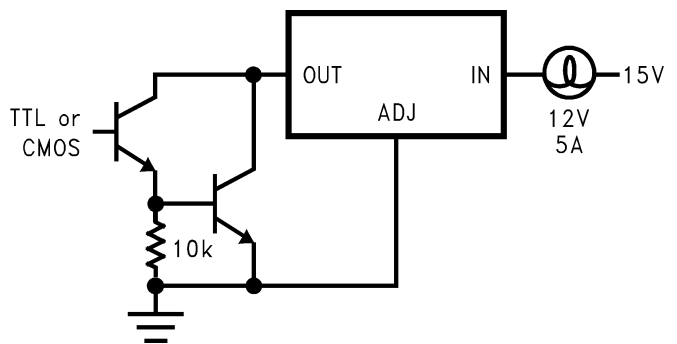 OUT
IN
15V
ADJ
TTL or
CMOS
12V
5A
10k